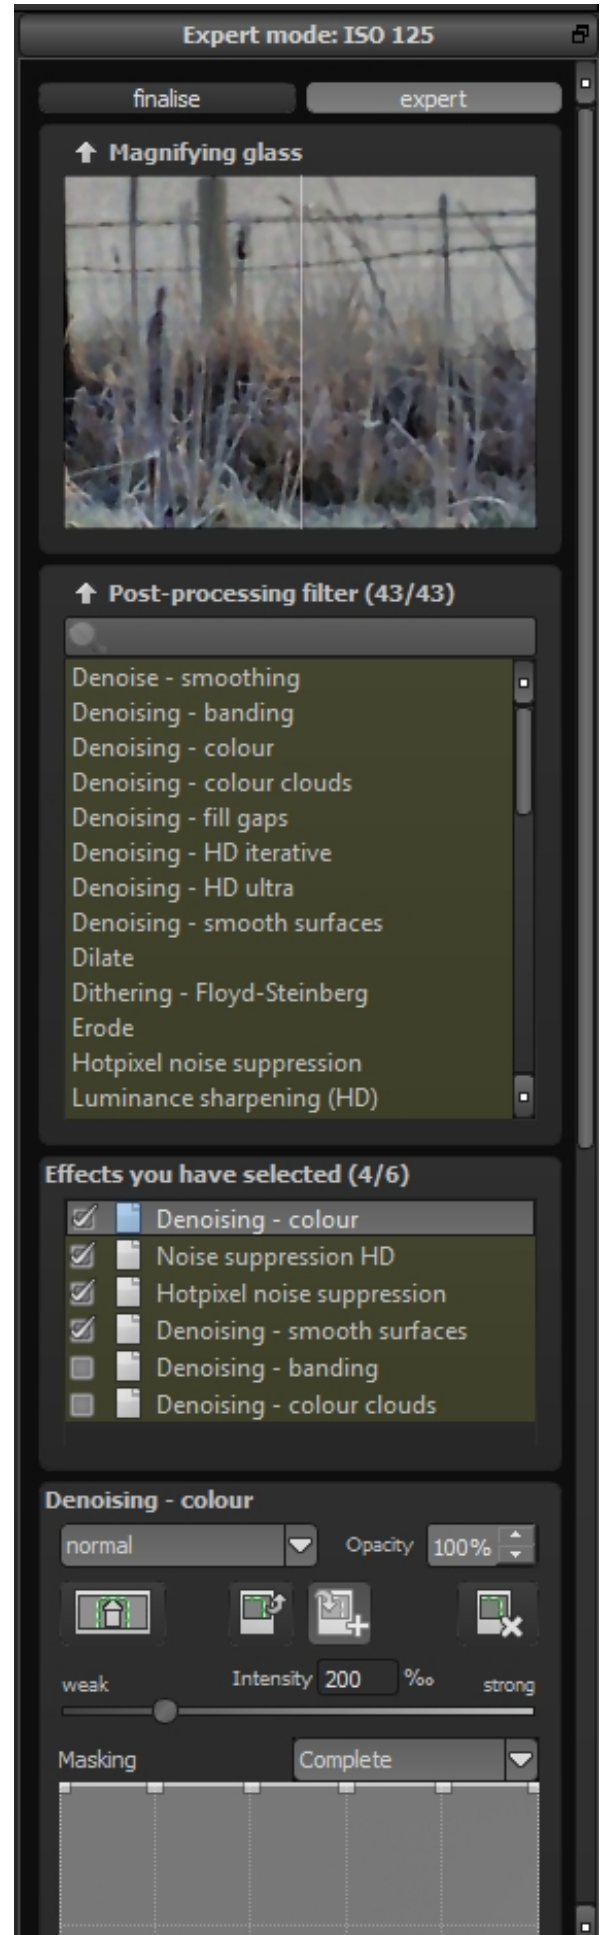 Expert mode: ISO 125
finalise expert
Magnifying glass
Post-processing filter (43/43)
Denoise - smoothing
Denoising - banding
Denoising - colour
Denoising - colour clouds
Denoising - fill gaps
Denoising - HD iterative
Denoising - HD ultra
Denoising - smooth surfaces
Dilate
Dithering - Floyd-Steinberg
Erode
Hotpixel noise suppression
Luminance sharpening (HD)
Effects you have selected (4/6)
Denoising - colour
Noise suppression HD
Hotpixel noise suppression
Denoising - smooth surfaces
Denoising - banding
Denoising - colour clouds
Denoising - colour
normal Opacity 100%
weak Intensity 200 ‱ strong
Masking Complete